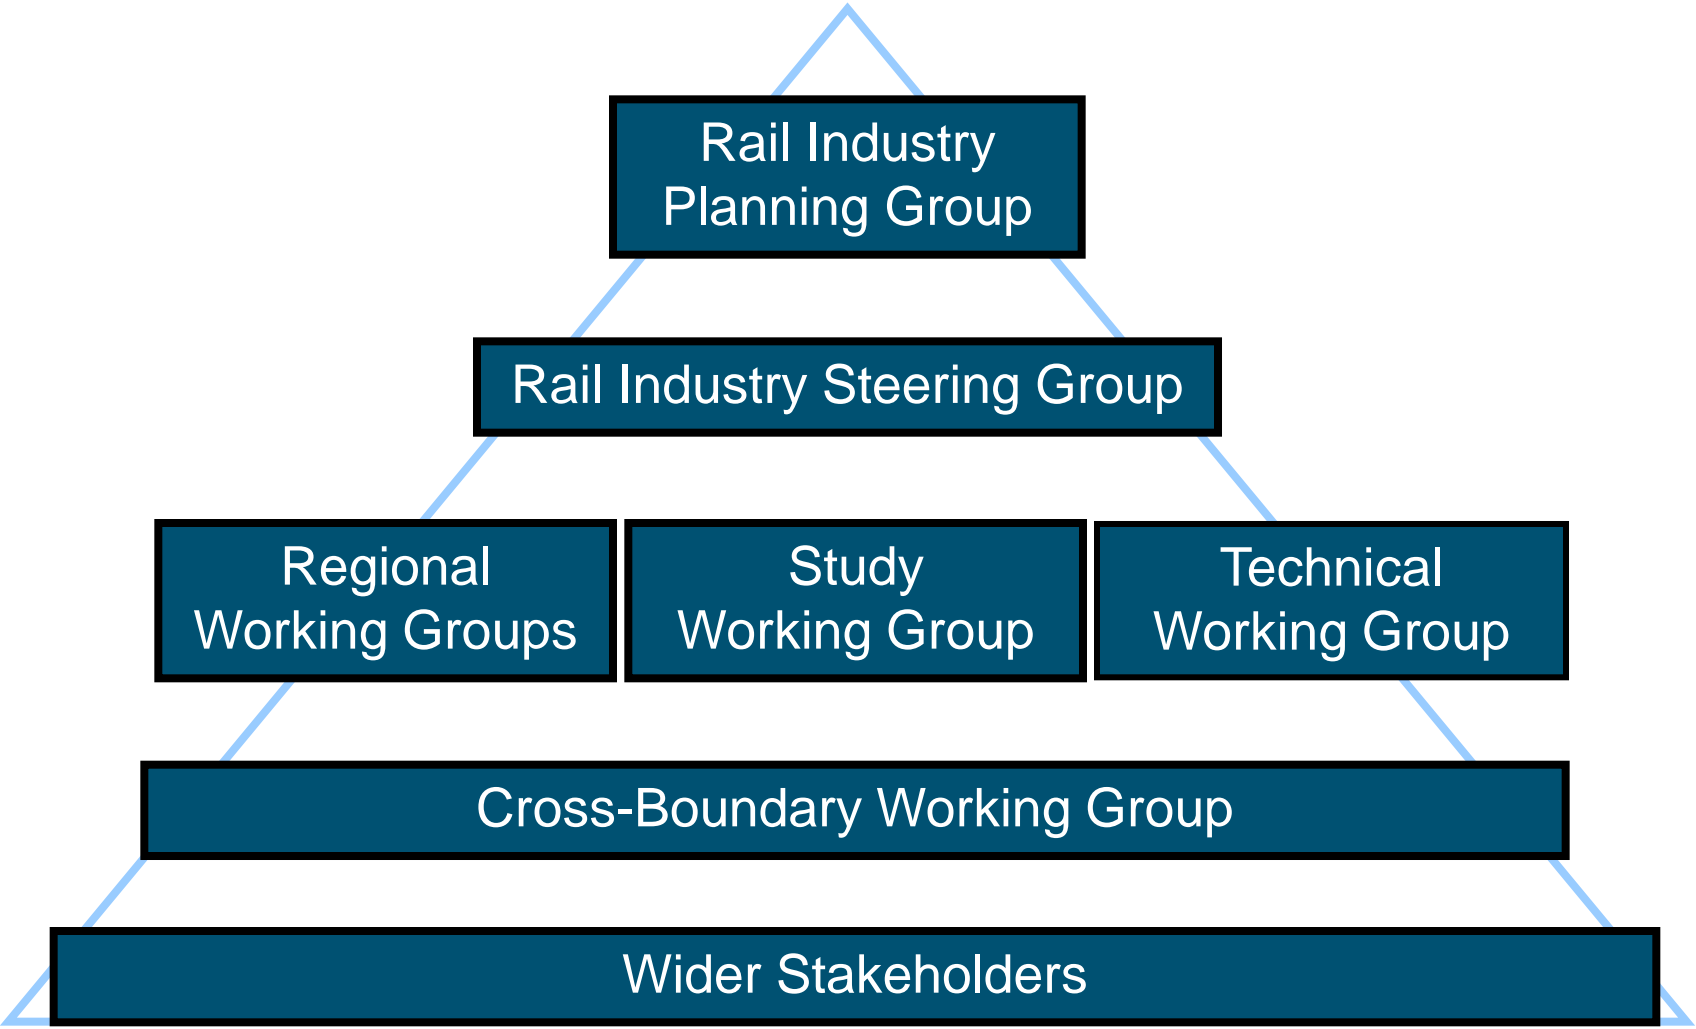 Rail Industry
Planning Group
Rail Industry Steering Group
Regional
Working Groups
Study
Working Group
Technical
Working Group
Cross-Boundary Working Group
Wider Stakeholders